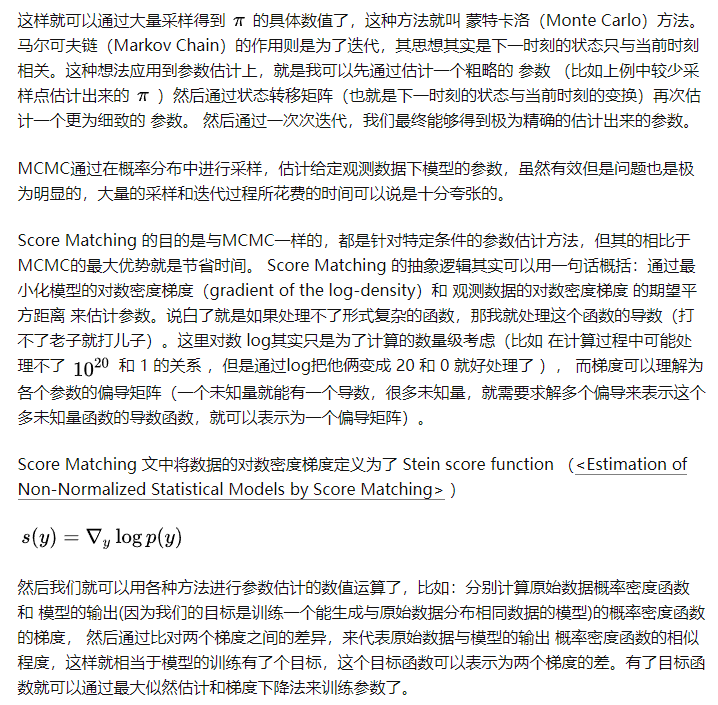 这样就可以通过大量采样得到 π 的具体数值了，这种方法就叫 蒙特卡洛（Monte Carlo）方法。
马尔可夫链（Markov Chain）的作用则是为了迭代，其思想其实是下一时刻的状态只与当前时刻
相关。这种想法应用到参数估计上，就是我可以先通过估计一个粗略的 参数 （比如上例中较少采
样点估计出来的 π ）然后通过状态转移矩阵（也就是下一时刻的状态与当前时刻的变换）再次估
计一个更为细致的 参数。 然后通过一次次迭代，我们最终能够得到极为精确的估计出来的参数。
MCMC通过在概率分布中进行采样，估计给定观测数据下模型的参数，虽然有效但是问题也是极
为明显的，大量的采样和迭代过程所花费的时间可以说是十分夸张的。
Score Matching 的目的是与MCMC一样的，都是针对特定条件的参数估计方法，但其的相比于
MCMC的最大优势就是节省时间。 Score Matching 的抽象逻辑其实可以用一句话概括：通过最
小化模型的对数密度梯度（gradient of the log-density）和 观测数据的对数密度梯度 的期望平
方距离 来估计参数。说白了就是如果处理不了形式复杂的函数，那我就处理这个函数的导数（打
不了老子就打儿子）。这里对数 log其实只是为了计算的数量级考虑（比如 在计算过程中可能处
理不了 10^20 和 1 的关系 ，但是通过log把他俩变成 20 和 0 就好处理了 ）， 而梯度可以理解为
各个参数的偏导矩阵（一个未知量就能有一个导数，很多未知量，就需要求解多个偏导来表示这个
多未知量函数的导数函数，就可以表示为一个偏导矩阵）。
Score Matching 文中将数据的对数密度梯度定义为了 Stein score function （<Estimation of
Non-Normalized Statistical Models by Score Matching> ）
s(y) = ∇_y log p(y)
然后我们就可以用各种方法进行参数估计的数值运算了，比如：分别计算原始数据概率密度函数
和 模型的输出(因为我们的目标是训练一个能生成与原始数据分布相同数据的模型)的概率密度函数
的梯度， 然后通过比对两个梯度之间的差异，来代表原始数据与模型的输出 概率密度函数的相似
程度，这样就相当于模型的训练有了个目标，这个目标函数可以表示为两个梯度的差。有了目标函
数就可以通过最大似然估计和梯度下降法来训练参数了。